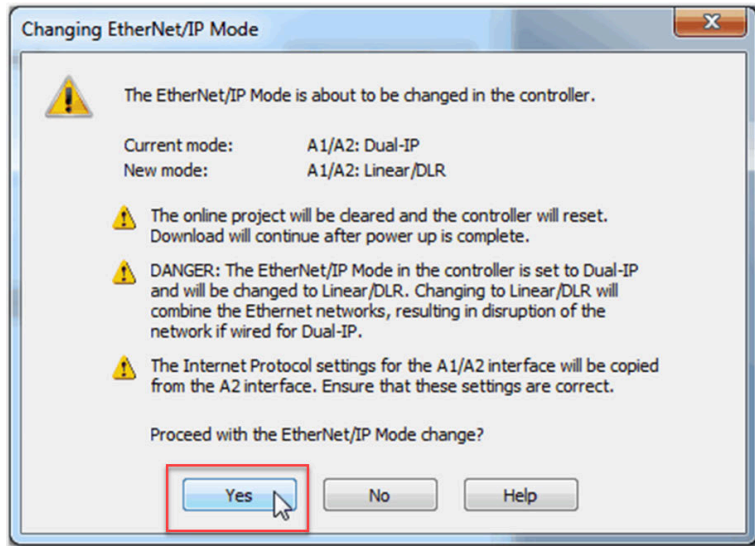 Changing EtherNet/IP Mode
The EtherNet/IP Mode is about to be changed in the controller.
Current mode: A1/A2: Dual-IP
New mode: A1/A2: Linear/DLR
The online project will be cleared and the controller will reset.
Download will continue after power up is complete.
DANGER: The EtherNet/IP Mode in the controller is set to Dual-IP
and will be changed to Linear/DLR. Changing to Linear/DLR will
combine the Ethernet networks, resulting in disruption of the
network if wired for Dual-IP.
The Internet Protocol settings for the A1/A2 interface will be copied
from the A2 interface. Ensure that these settings are correct.
Proceed with the EtherNet/IP Mode change?
Yes No Help